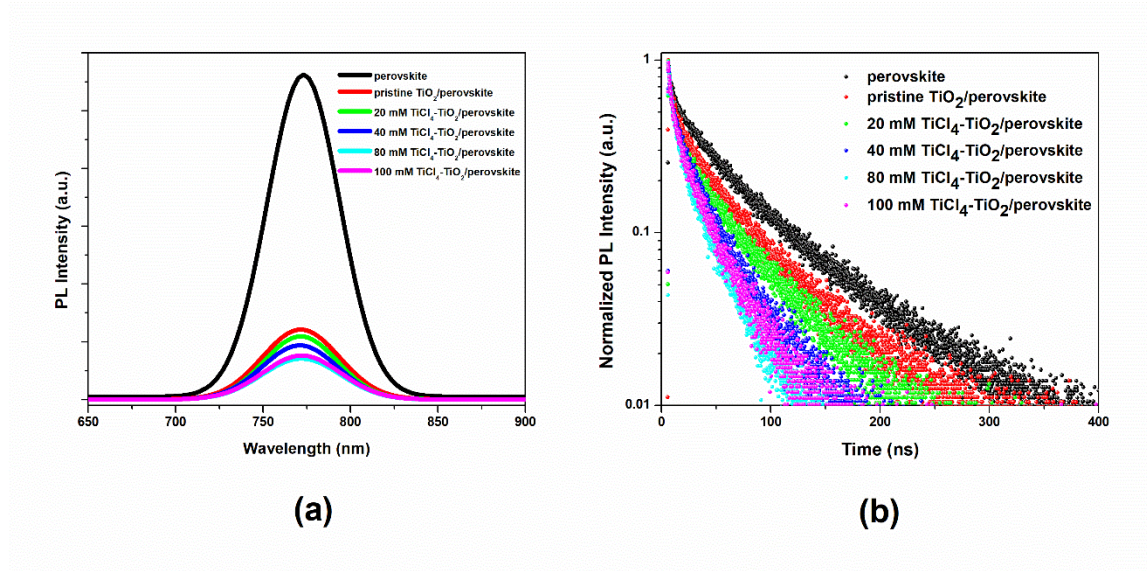 PL Intensity (a.u.)
perovskite
pristine TiO₂/perovskite
20 mM TiCl₄-TiO₂/perovskite
40 mM TiCl₄-TiO₂/perovskite
80 mM TiCl₄-TiO₂/perovskite
100 mM TiCl₄-TiO₂/perovskite
650 700 750 800 850 900
Wavelength (nm)
(a)
Normalized PL Intensity (a.u.)
1
0.1
0.01
perovskite
pristine TiO₂/perovskite
20 mM TiCl₄-TiO₂/perovskite
40 mM TiCl₄-TiO₂/perovskite
80 mM TiCl₄-TiO₂/perovskite
100 mM TiCl₄-TiO₂/perovskite
0 100 200 300 400
Time (ns)
(b)